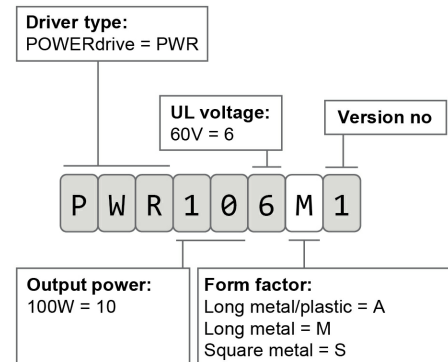 Driver type:
POWERdrive = PWR
UL voltage:
60V = 6
Version no
P W R 1 0 6 M 1
Output power:
100W = 10
Form factor:
Long metal/plastic = A
Long metal = M
Square metal = S